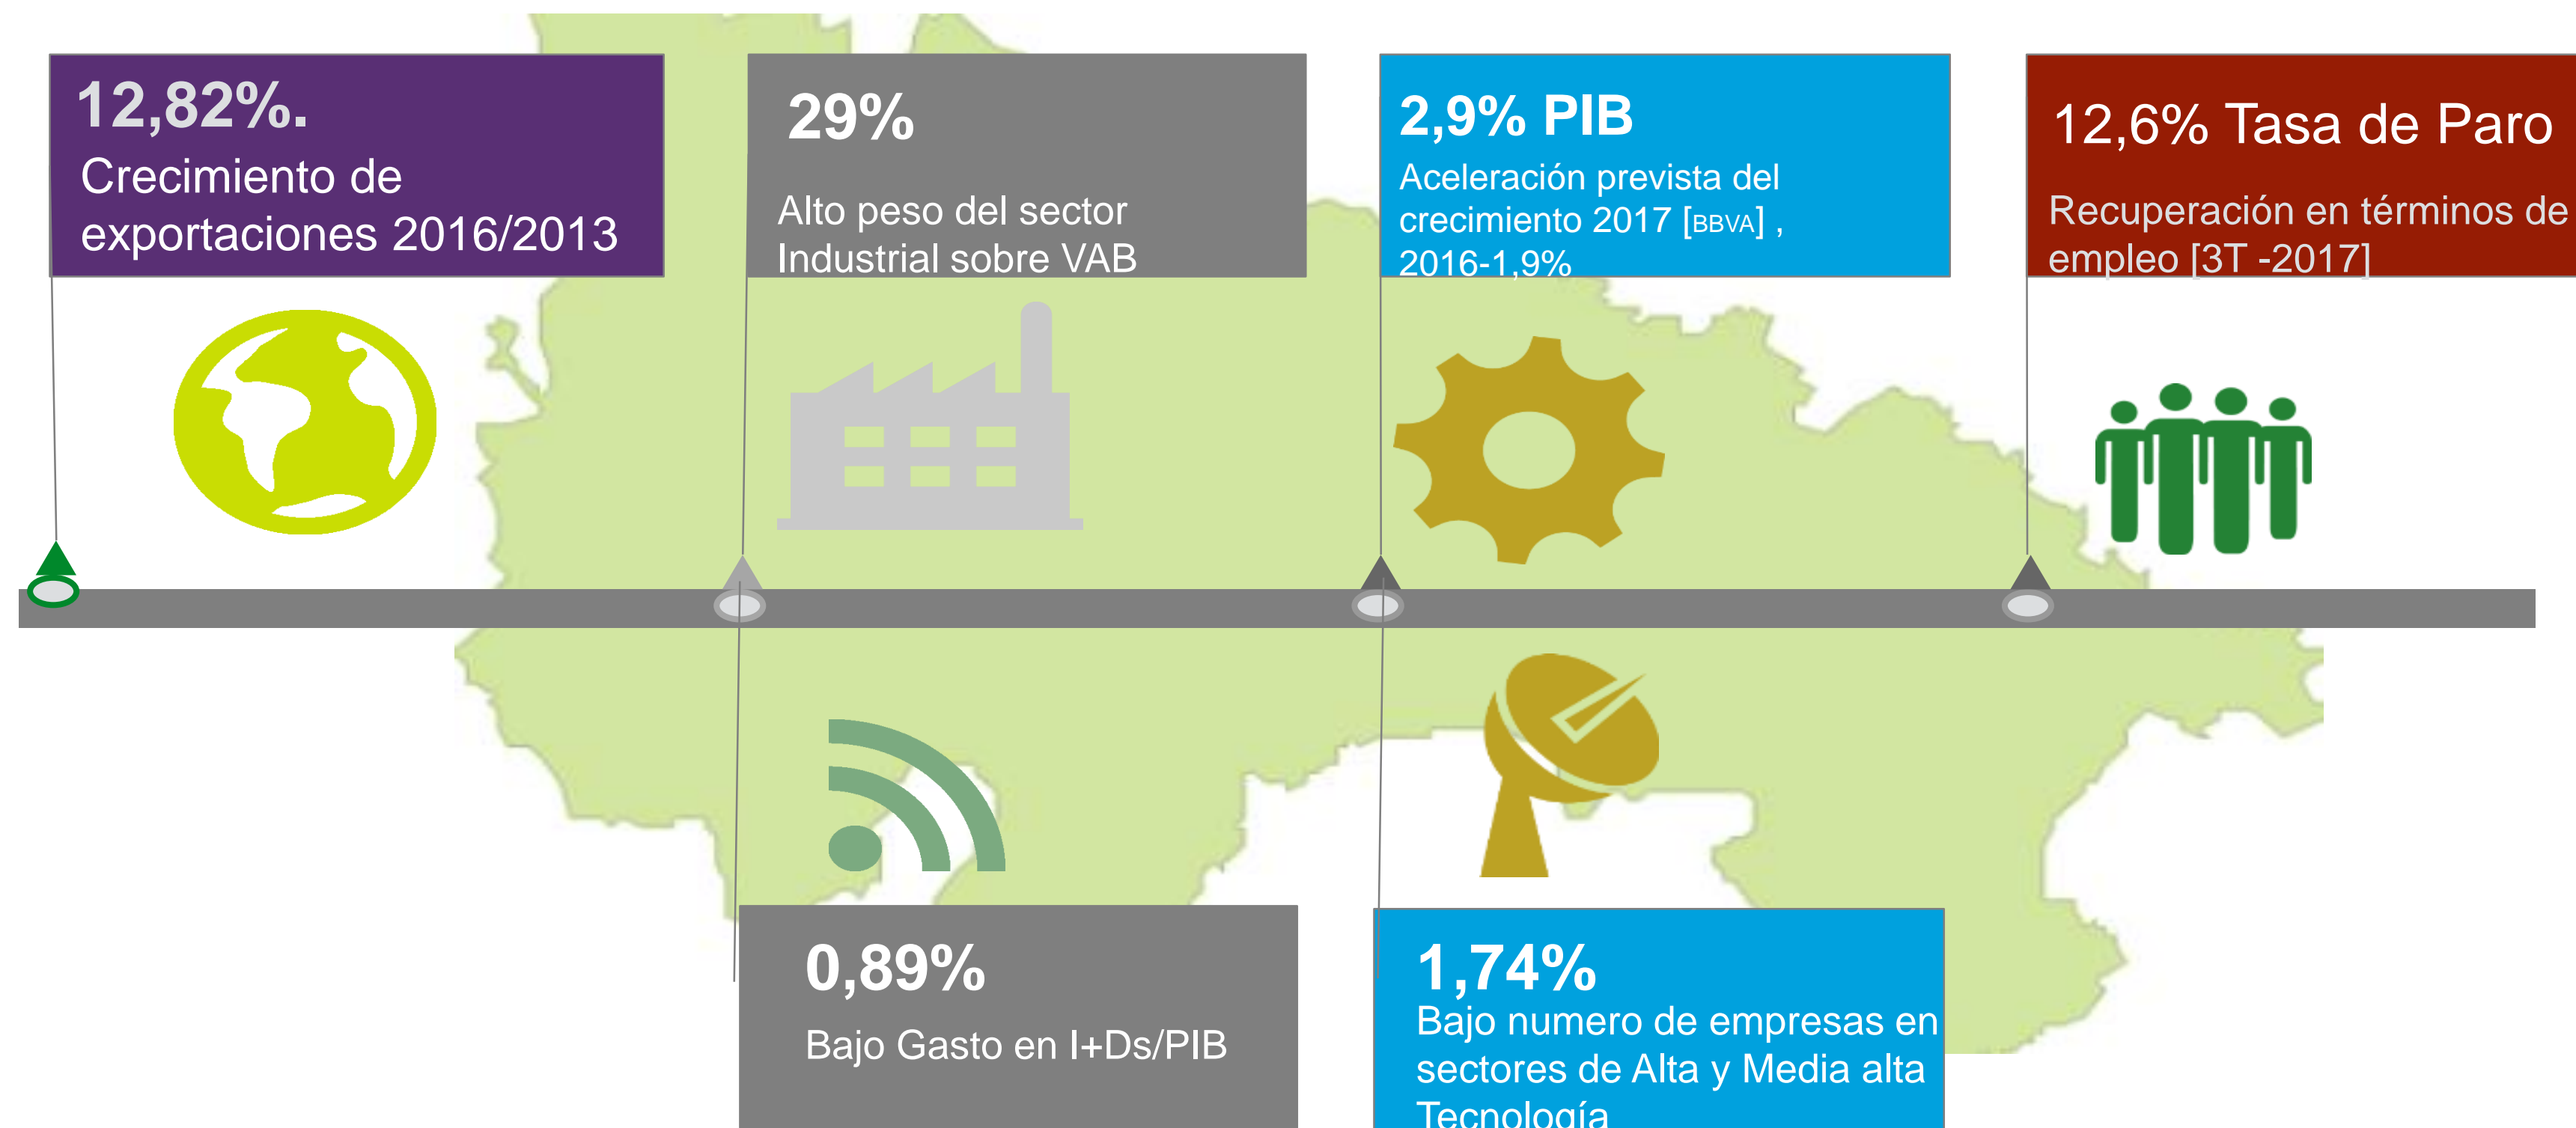 12,82%.
Crecimiento de
exportaciones 2016/2013
29%
Alto peso del sector
Industrial sobre VAB
2,9% PIB
Aceleración prevista del
crecimiento 2017 [BBVA] ,
2016-1,9%
12,6% Tasa de Paro
Recuperación en términos de
empleo [3T -2017]
0,89%
Bajo Gasto en I+Ds/PIB
1,74%
Bajo numero de empresas en
sectores de Alta y Media alta
Tecnología